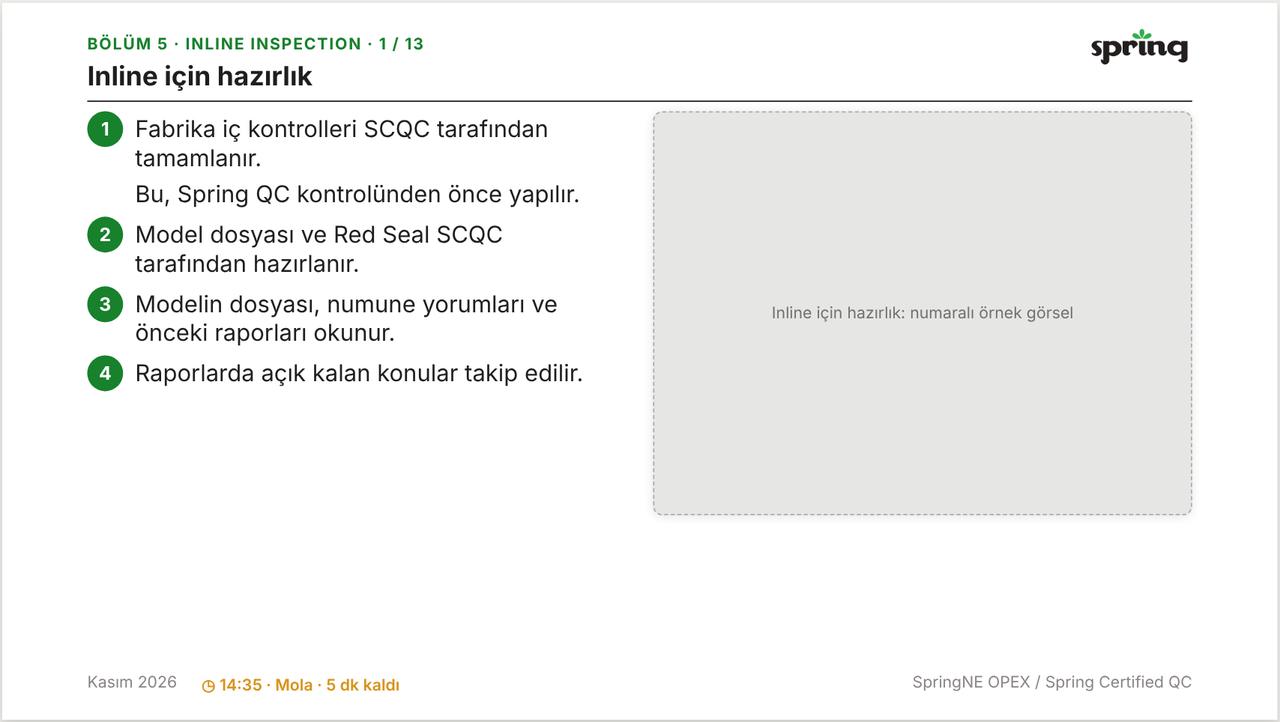 BÖLÜM 5 · INLINE INSPECTION · 1 / 13
spring
Inline için hazırlık
1 Fabrika iç kontrolleri SCQC tarafından
tamamlanır.
Bu, Spring QC kontrolünden önce yapılır.
2 Model dosyası ve Red Seal SCQC
tarafından hazırlanır.
3 Modelin dosyası, numune yorumları ve
önceki raporları okunur.
4 Raporlarda açık kalan konular takip edilir.
Inline için hazırlık: numaralı örnek görsel
Kasım 2026
14:35 · Mola · 5 dk kaldı
SpringNE OPEX / Spring Certified QC